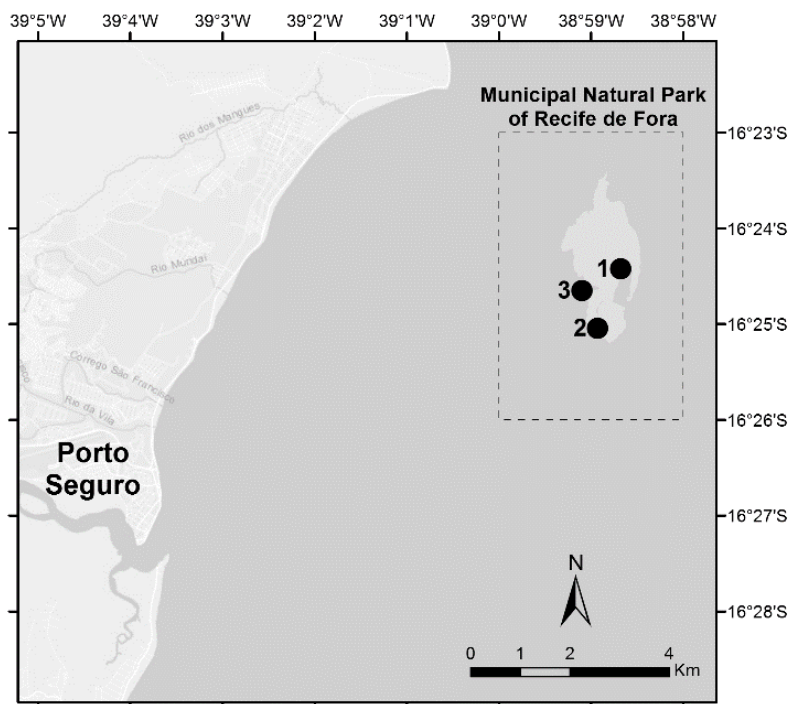 39°5'W 39°4'W 39°3'W 39°2'W 39°1'W 39°0'W 38°59'W 38°58'W
Municipal Natural Park
of Recife de Fora
16°23'S
Rio dos Mangues
16°24'S
Rio Mundaí
1
3
16°25'S
2
Corrego São Francisco
Rio da Vila
16°26'S
Porto
Seguro
16°27'S
N
16°28'S
0 1 2 4
Km